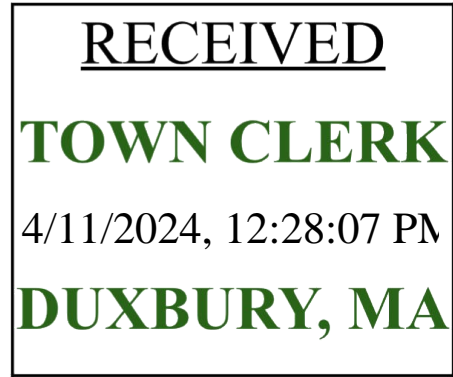 RECEIVED
TOWN CLERK
4/11/2024, 12:28:07 PM
DUXBURY, MA